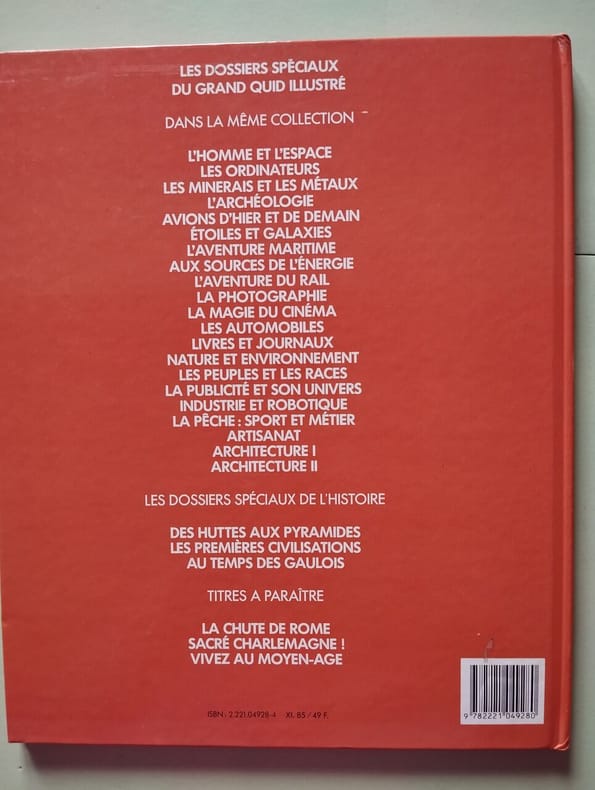 LES DOSSIERS SPÉCIAUX
DU GRAND QUID ILLUSTRÉ
DANS LA MÊME COLLECTION
L'HOMME ET L'ESPACE
LES ORDINATEURS
LES MINERAIS ET LES MÉTAUX
L'ARCHÉOLOGIE
AVIONS D'HIER ET DE DEMAIN
ÉTOILES ET GALAXIES
L'AVENTURE MARITIME
AUX SOURCES DE L'ÉNERGIE
L'AVENTURE DU RAIL
LA PHOTOGRAPHIE
LA MAGIE DU CINÉMA
LES AUTOMOBILES
LIVRES ET JOURNAUX
NATURE ET ENVIRONNEMENT
LES PEUPLES ET LES RACES
LA PUBLICITÉ ET SON UNIVERS
INDUSTRIE ET ROBOTIQUE
LA PÊCHE : SPORT ET MÉTIER
ARTISANAT
ARCHITECTURE I
ARCHITECTURE II
LES DOSSIERS SPÉCIAUX DE L'HISTOIRE
DES HUTTES AUX PYRAMIDES
LES PREMIÈRES CIVILISATIONS
AU TEMPS DES GAULOIS
TITRES A PARAÎTRE
LA CHUTE DE ROME
SACRÉ CHARLEMAGNE !
VIVEZ AU MOYEN-AGE
ISBN : 2.221.04928-4 XI. 85 / 49 F.
9 782221 049280